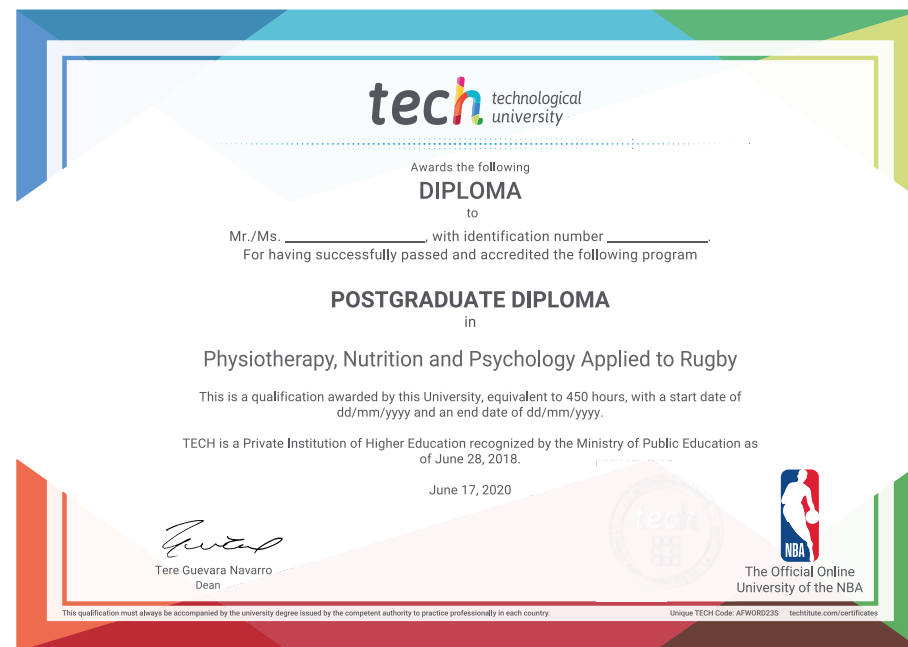 tech technological
university
Awards the following
DIPLOMA
to
Mr./Ms. ____________________, with identification number ______________.
For having successfully passed and accredited the following program
POSTGRADUATE DIPLOMA
in
Physiotherapy, Nutrition and Psychology Applied to Rugby
This is a qualification awarded by this University, equivalent to 450 hours, with a start date of
dd/mm/yyyy and an end date of dd/mm/yyyy.
TECH is a Private Institution of Higher Education recognized by the Ministry of Public Education as
of June 28, 2018.
June 17, 2020
tech
Tere Guevara Navarro
Dean
NBA
The Official Online
University of the NBA
This qualification must always be accompanied by the university degree issued by the competent authority to practice professionally in each country.
Unique TECH Code: AFWORD23S techtitute.com/certificates